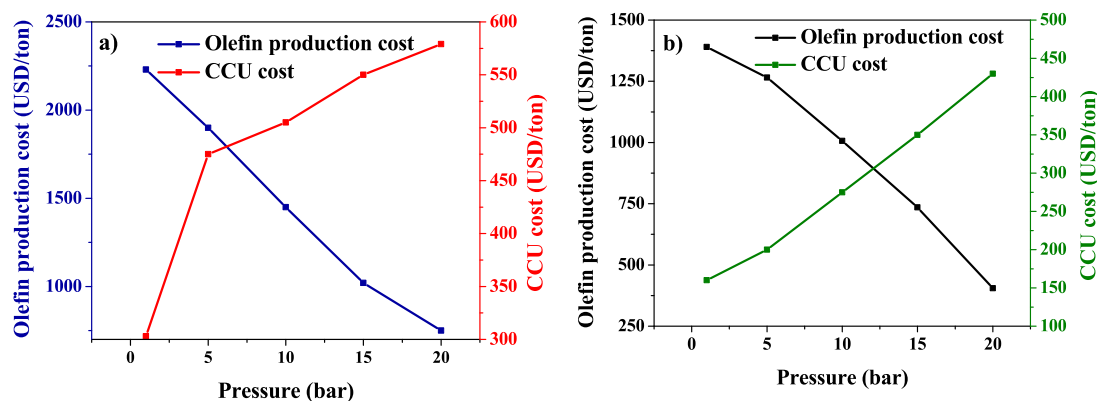 a)
Olefin production cost
CCU cost
2500
2000
1500
1000
Olefin production cost (USD/ton)
600
550
500
450
400
350
300
CCU cost (USD/ton)
0 5 10 15 20
Pressure (bar)
b)
Olefin production cost
CCU cost
1500
1250
1000
750
500
250
Olefin production cost (USD/ton)
500
450
400
350
300
250
200
150
100
CCU cost (USD/ton)
0 5 10 15 20
Pressure (bar)